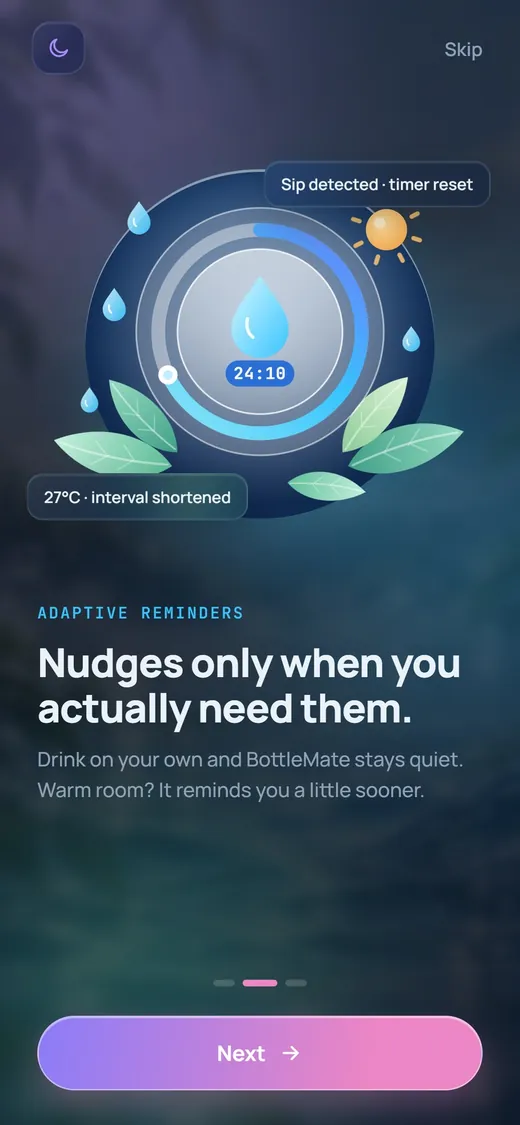 Skip
Sip detected · timer reset
24:10
27°C · interval shortened
ADAPTIVE REMINDERS
Nudges only when you
actually need them.
Drink on your own and BottleMate stays quiet.
Warm room? It reminds you a little sooner.
Next →